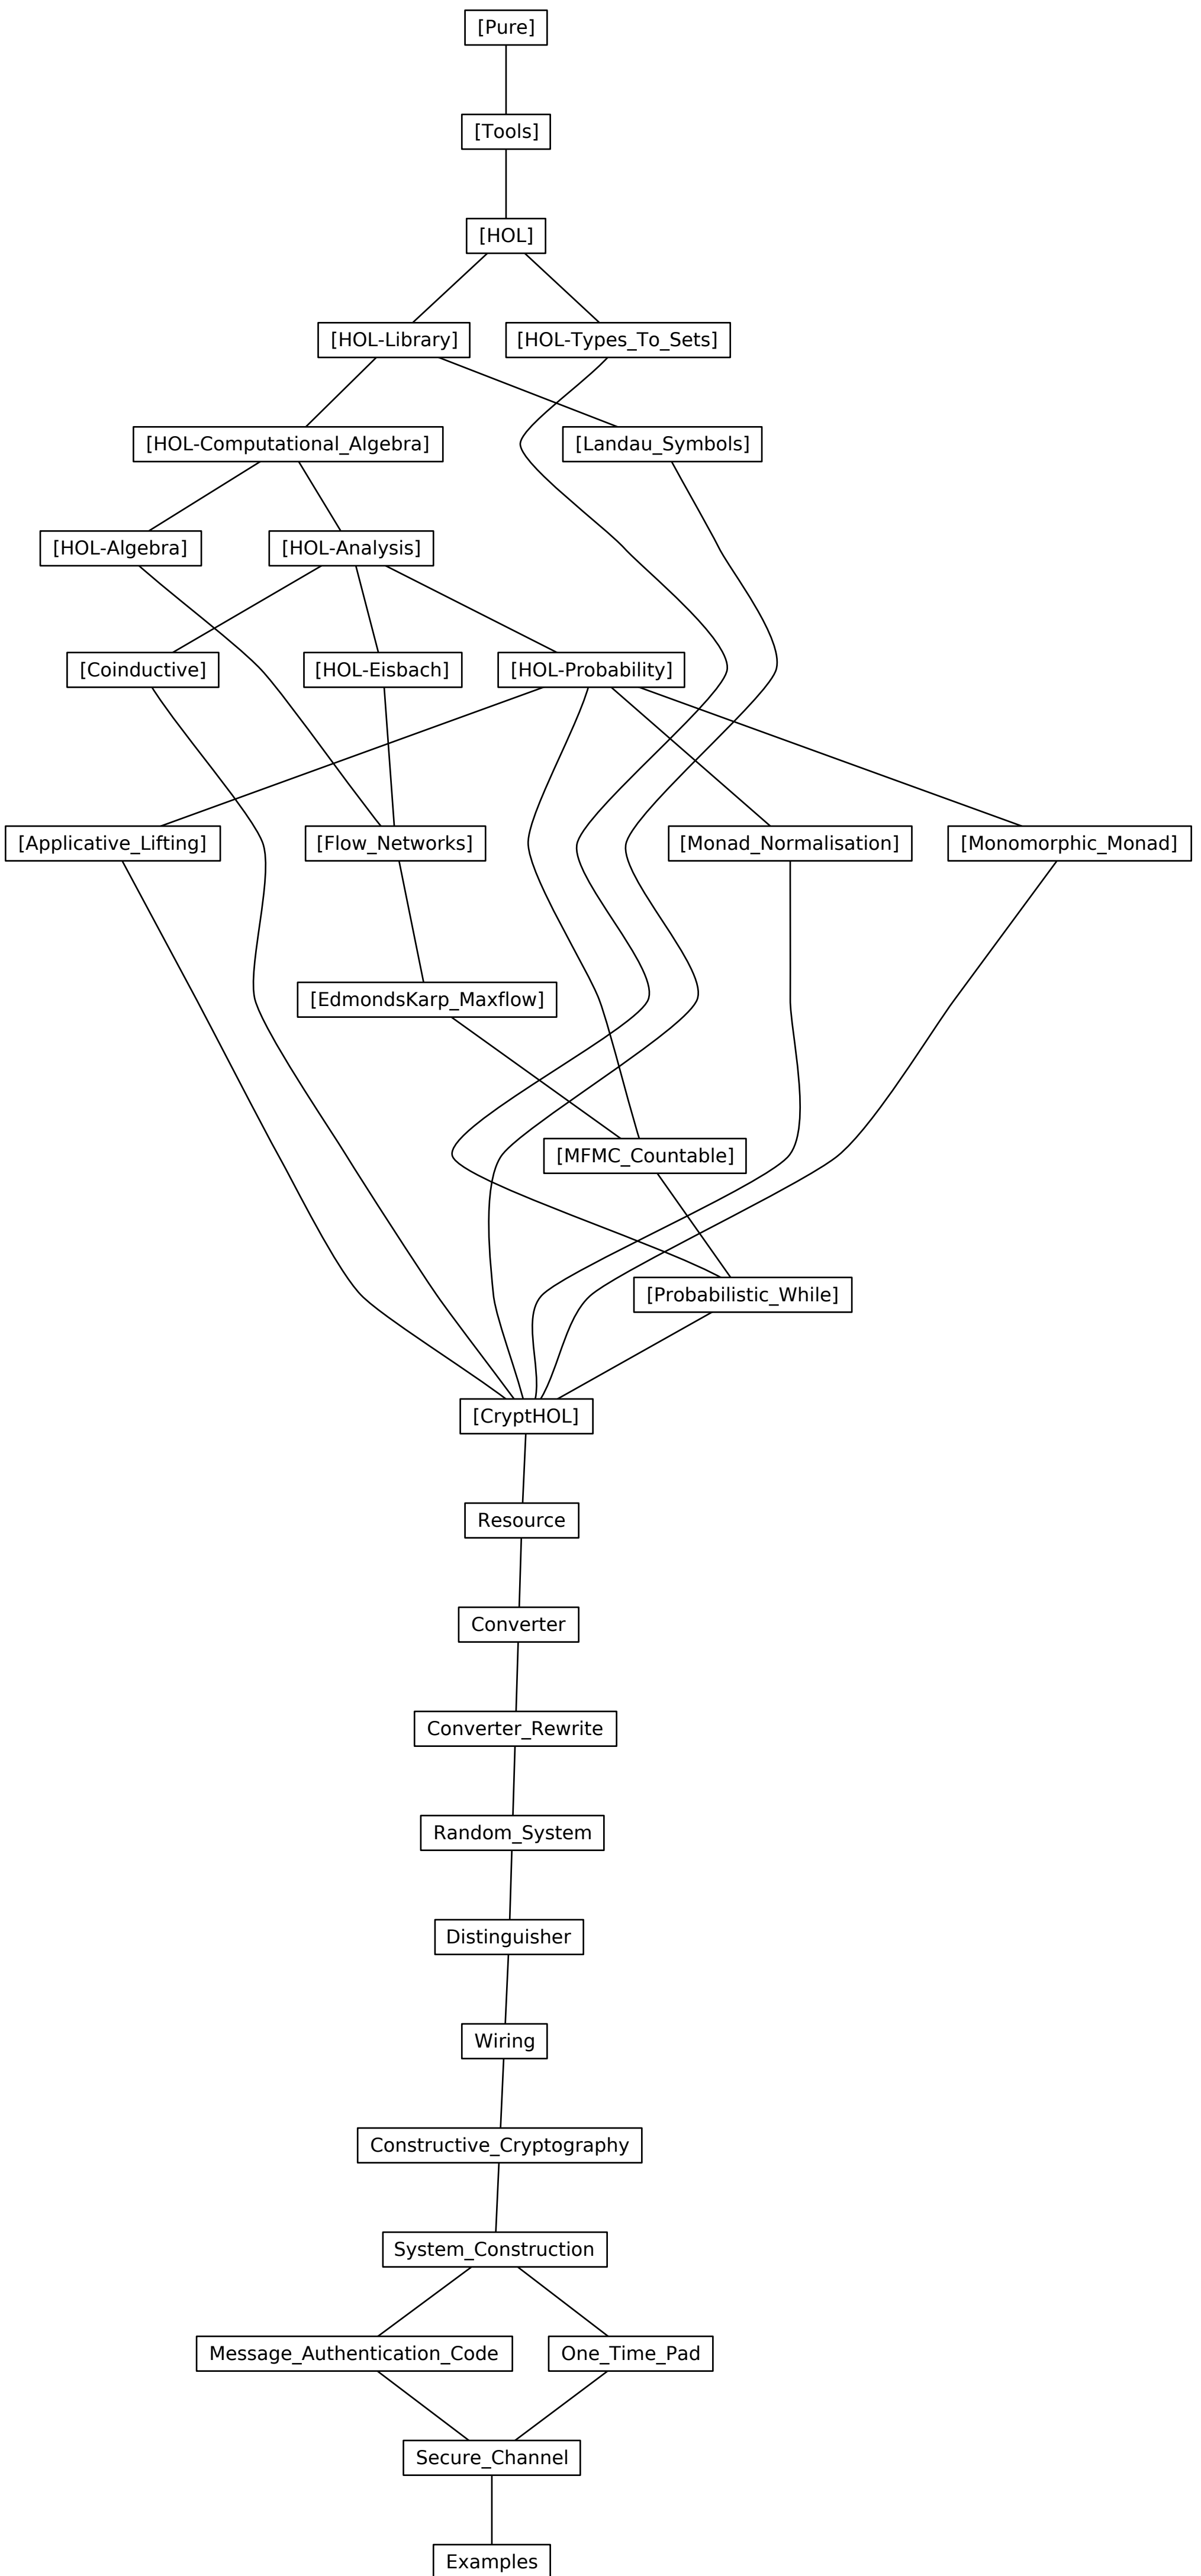 [Pure]
[Tools]
[HOL]
[HOL-Library]
[HOL-Types_To_Sets]
[HOL-Computational_Algebra]
[Landau_Symbols]
[HOL-Algebra]
[HOL-Analysis]
[Coinductive]
[HOL-Eisbach]
[HOL-Probability]
[Applicative_Lifting]
[Flow_Networks]
[Monad_Normalisation]
[Monomorphic_Monad]
[EdmondsKarp_Maxflow]
[MFMC_Countable]
[Probabilistic_While]
[CryptHOL]
Resource
Converter
Converter_Rewrite
Random_System
Distinguisher
Wiring
Constructive_Cryptography
System_Construction
Message_Authentication_Code
One_Time_Pad
Secure_Channel
Examples